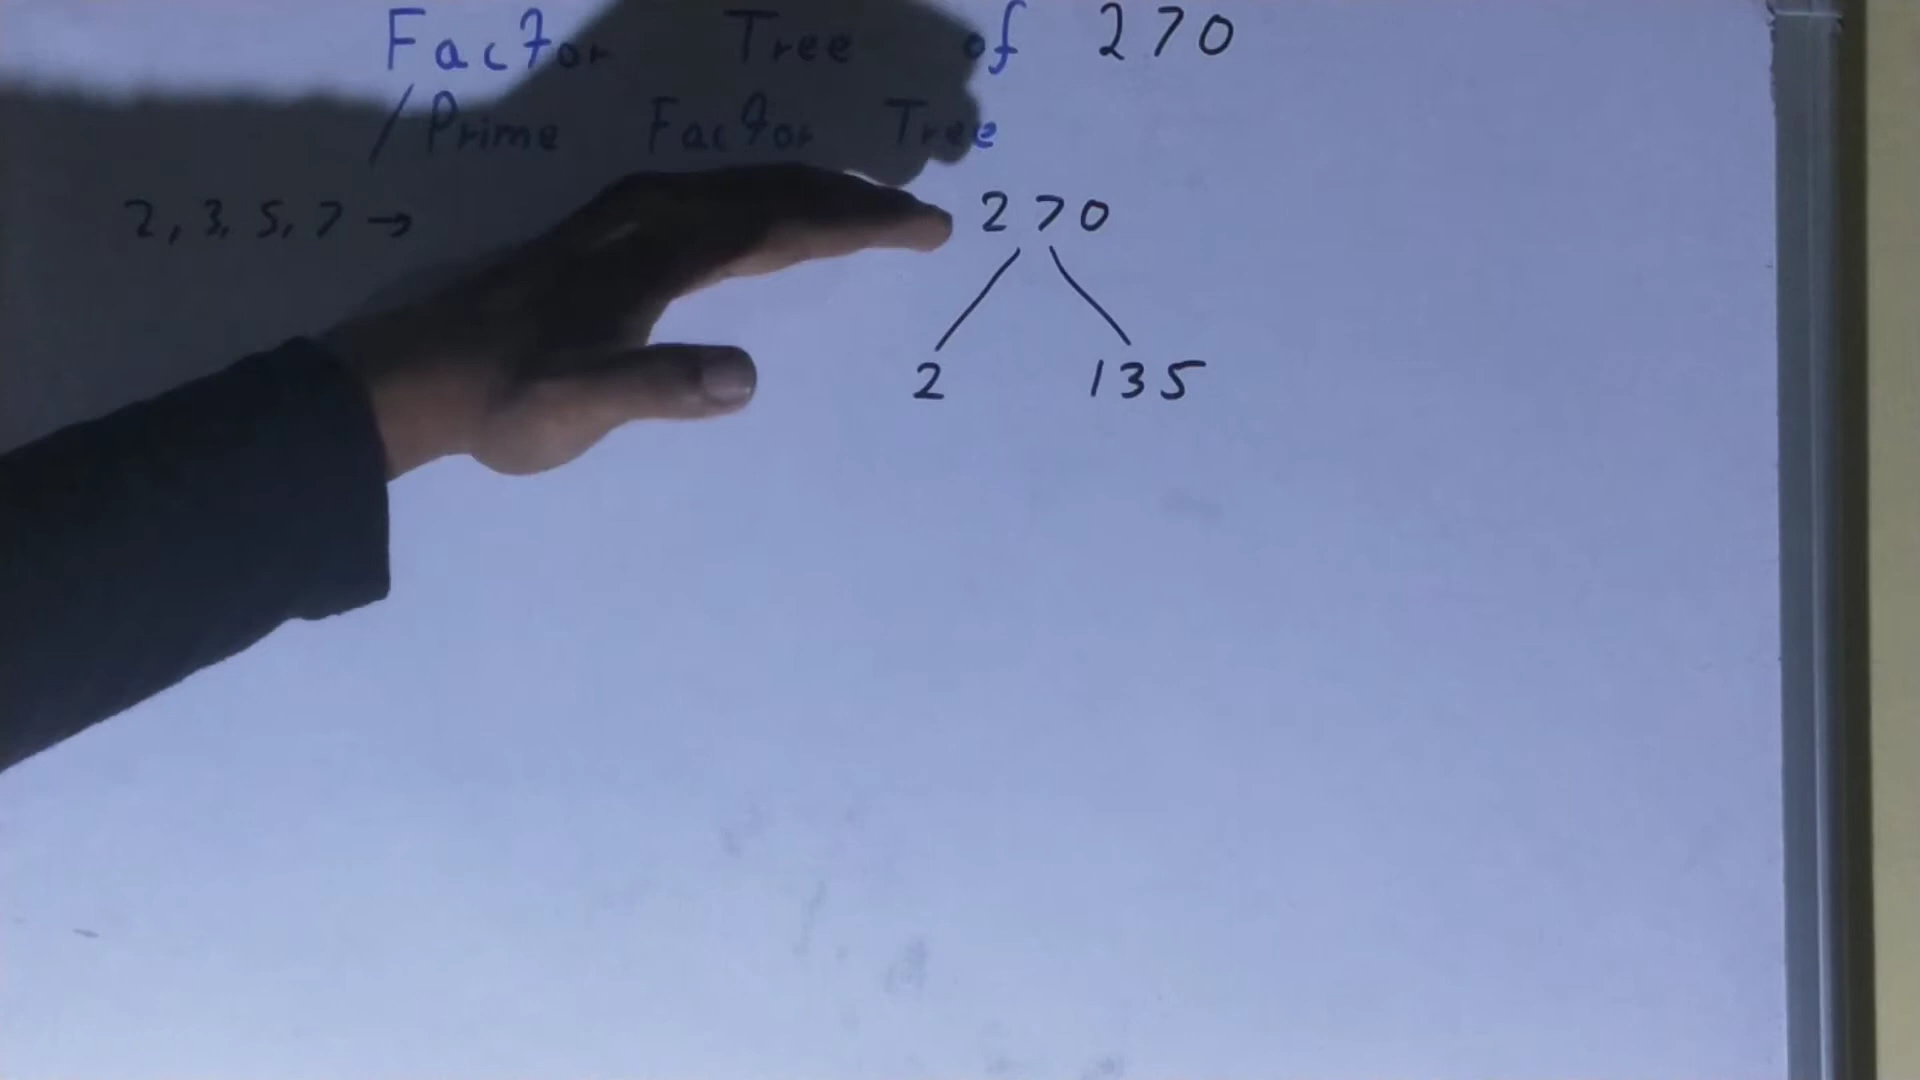 Factor Tree of 270
/Prime Factor Tree
2, 3, 5, 7 →
270
2 135